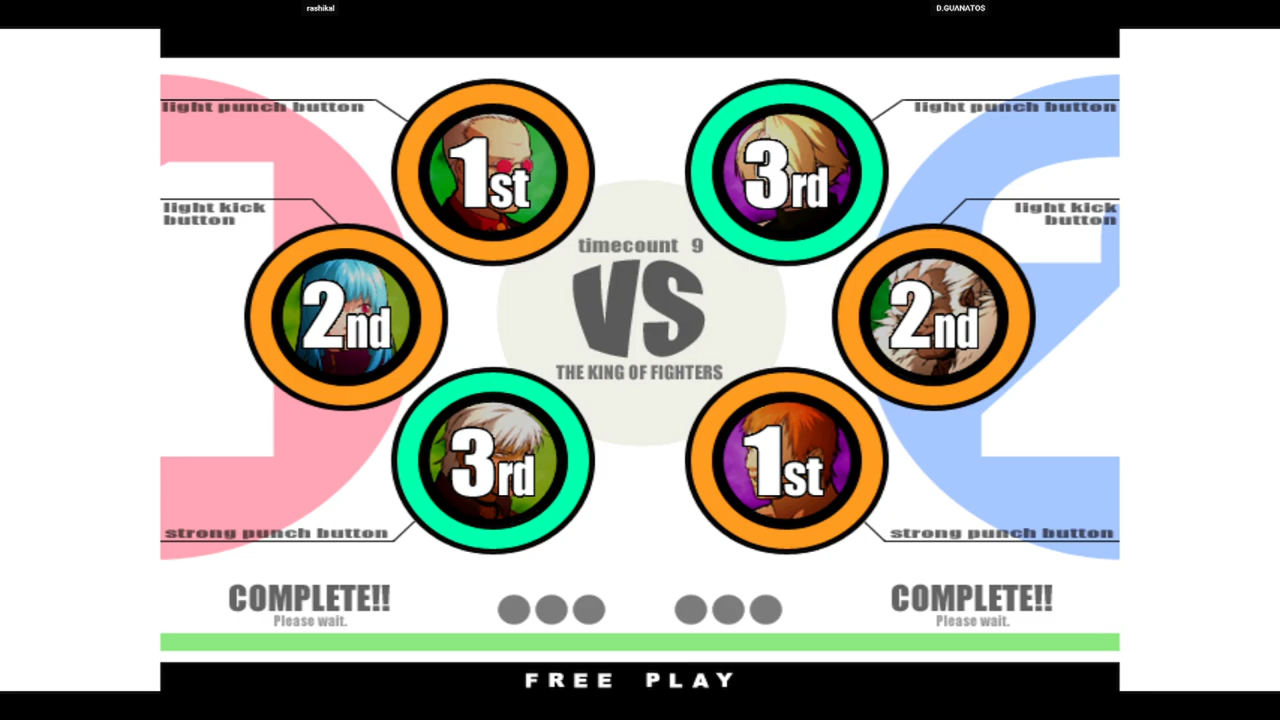 rashikal
D.GUANATOS
light punch button
light punch button
1st
3rd
light kick
button
light kick
button
timecount 9
VS
2nd
2nd
THE KING OF FIGHTERS
3rd
1st
strong punch button
strong punch button
COMPLETE!!
Please wait.
COMPLETE!!
Please wait.
FREE PLAY